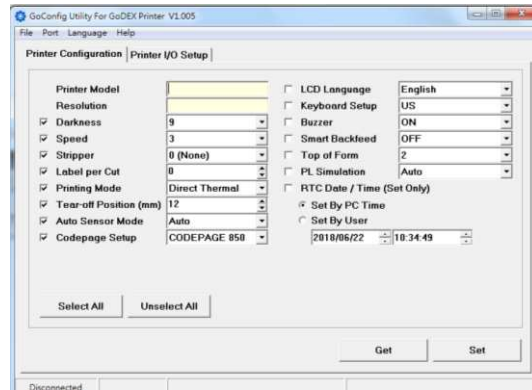 GoConfig Utility For GoDEX Printer V1.005
File Port Language Help
Printer Configuration Printer I/O Setup
Printer Model
Resolution
Darkness 9
Speed 3
Stripper 0 (None)
Label per Cut 0
Printing Mode Direct Thermal
Tear-off Position (mm) 12
Auto Sensor Mode Auto
Codepage Setup CODEPAGE 850
LCD Language English
Keyboard Setup US
Buzzer ON
Smart Backfeed OFF
Top of Form 2
PL Simulation Auto
RTC Date / Time (Set Only)
Set By PC Time
Set By User
2018/06/22 10:34:49
Select All Unselect All
Get Set
Disconnected